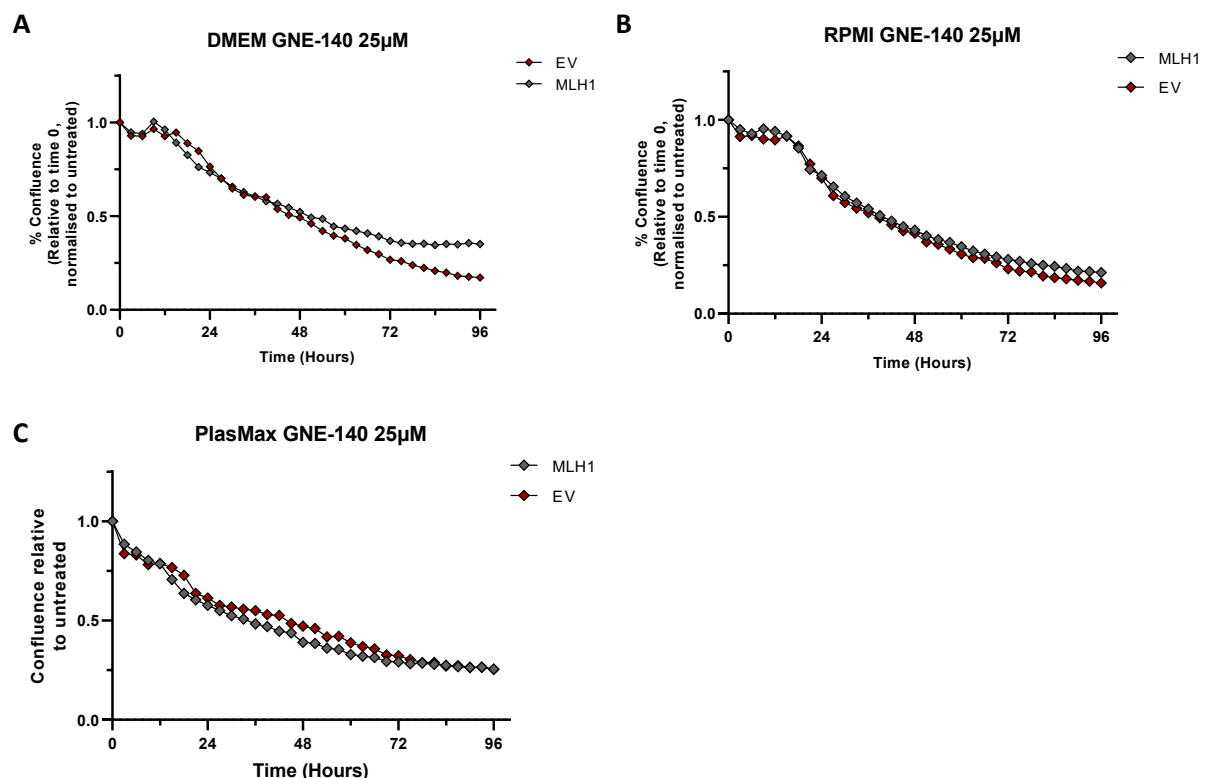 A
DMEM GNE-140 25µM
EV
MLH1
% Confluence
(Relative to time 0,
normalised to untreated)
1.0
0.5
0.0
0 24 48 72 96
Time (Hours)
B
RPMI GNE-140 25µM
MLH1
EV
% Confluence
(Relative to time 0,
normalised to untreated)
1.0
0.5
0.0
0 24 48 72 96
Time (Hours)
C
PlasMax GNE-140 25µM
MLH1
EV
Confluence relative
to untreated
1.0
0.5
0.0
0 24 48 72 96
Time (Hours)